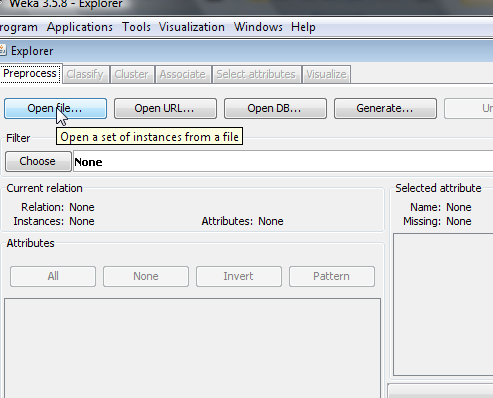 Weka 3.5.8 - Explorer
rogram Applications Tools Visualization Windows Help
Explorer
Preprocess Classify Cluster Associate Select attributes Visualize
Open file... Open URL... Open DB... Generate... Un
Open a set of instances from a file
Filter
Choose None
Current relation
Relation: None
Instances: None Attributes: None
Selected attribute
Name: None
Missing: None
Attributes
All None Invert Pattern